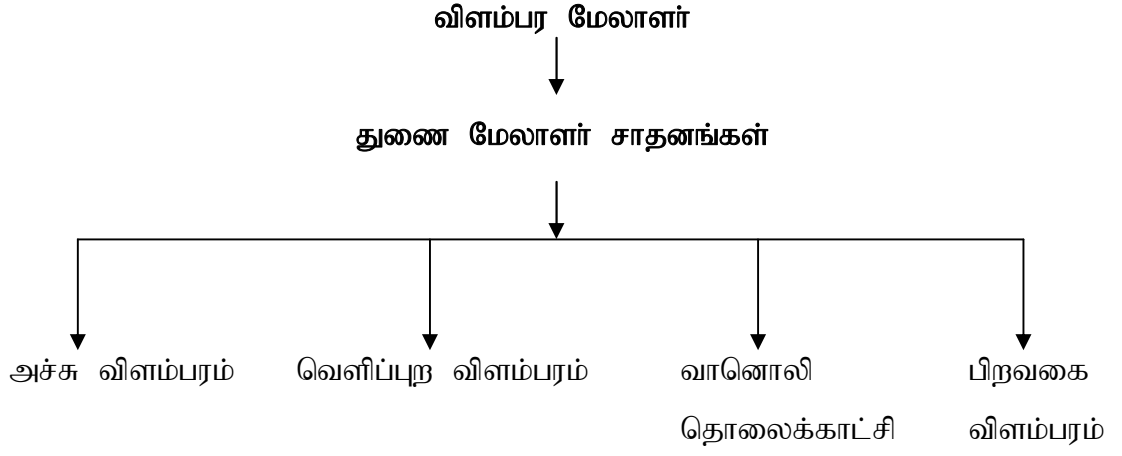 விளம்பர மேலாளர்
துணை மேலாளர் சாதனங்கள்
அச்சு விளம்பரம்
வெளிப்புற விளம்பரம்
வானொலி
தொலைக்காட்சி
பிறவகை
விளம்பரம்